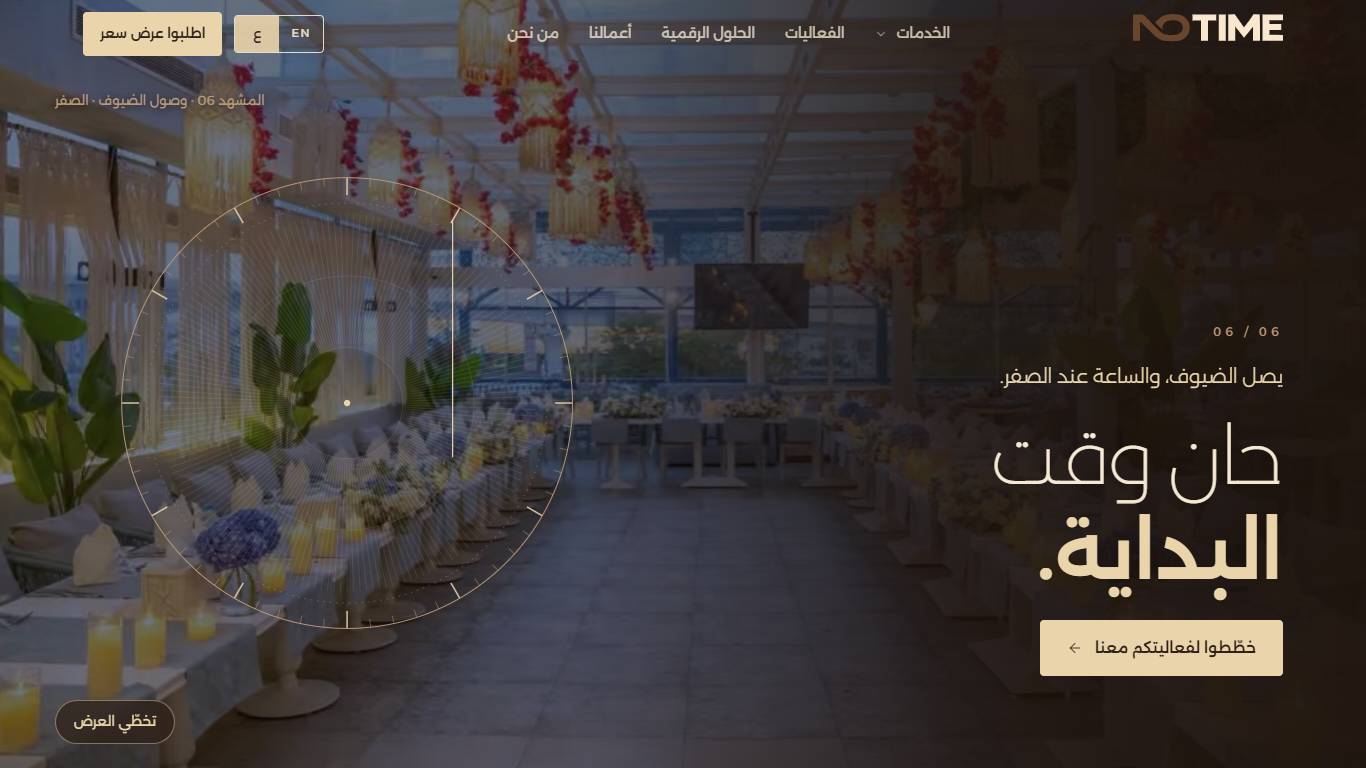 NOTIME
الخدمات
الفعاليات
الحلول الرقمية
أعمالنا
من نحن
EN
ع
اطلبوا عرض سعر
المشهد 06 · وصول الضيوف · الصفر
06 / 06
يصل الضيوف، والساعة عند الصفر.
حان وقت
البداية.
خطّطوا لفعاليتكم معنا ←
تخطّي العرض